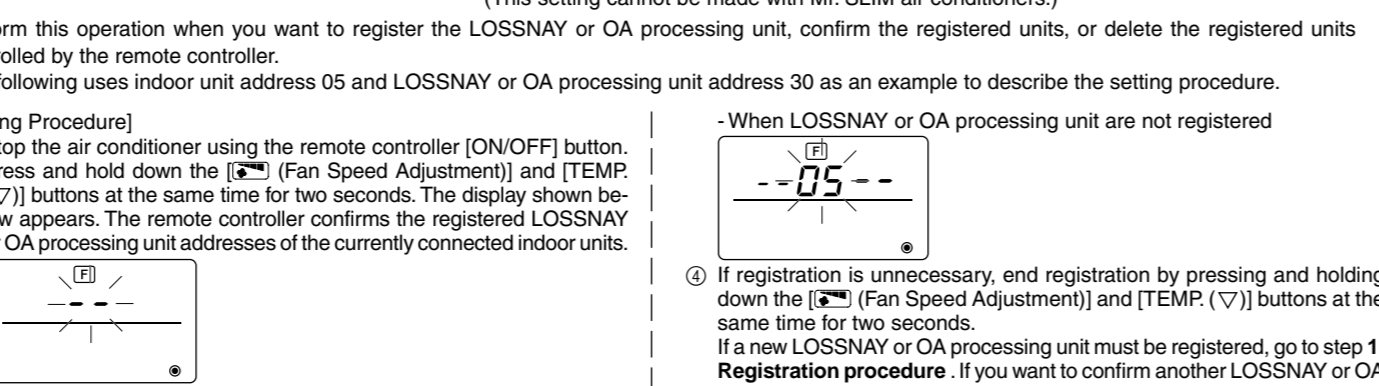 (This setting cannot be made with Mr. SLIM air conditioners.)
orm this operation when you want to register the LOSSNAY or OA processing unit, confirm the registered units, or delete the registered units
rolled by the remote controller.
following uses indoor unit address 05 and LOSSNAY or OA processing unit address 30 as an example to describe the setting procedure.
ng Procedure]
top the air conditioner using the remote controller [ON/OFF] button.
ress and hold down the [ (Fan Speed Adjustment)] and [TEMP.
▽)] buttons at the same time for two seconds. The display shown be-
w appears. The remote controller confirms the registered LOSSNAY
r OA processing unit addresses of the currently connected indoor units.
F
- -
- When LOSSNAY or OA processing unit are not registered
F
- - 05 - -
④ If registration is unnecessary, end registration by pressing and holding
down the [ (Fan Speed Adjustment)] and [TEMP. (▽)] buttons at the
same time for two seconds.
If a new LOSSNAY or OA processing unit must be registered, go to step 1
Registration procedure . If you want to confirm another LOSSNAY or OA